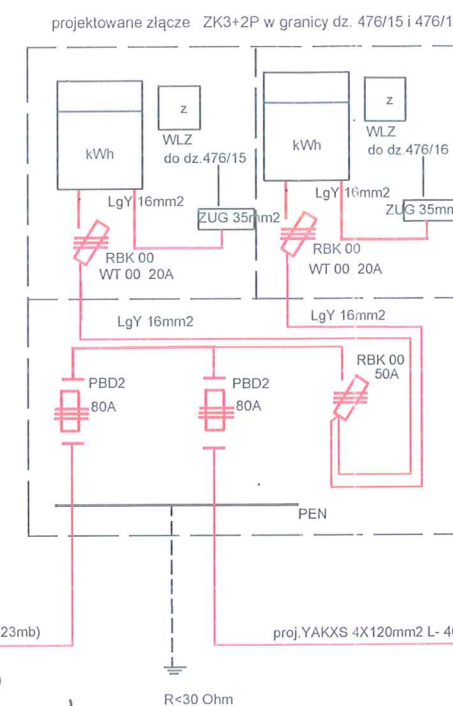 projektowane złącze ZK3+2P w granicy dz. 476/15 i 476/1
z
z
kWh
kWh
WLZ
do dz.476/15
WLZ
do dz.476/16
LgY 16mm2
LgY 16mm2
ZUG 35mm2
ZUG 35mm
RBK 00
WT 00 20A
RBK 00
WT 00 20A
LgY 16mm2
LgY 16mm2
RBK 00
50A
PBD2
80A
PBD2
80A
PEN
23mb)
proj.YAKXS 4X120mm2 L- 4
R<30 Ohm